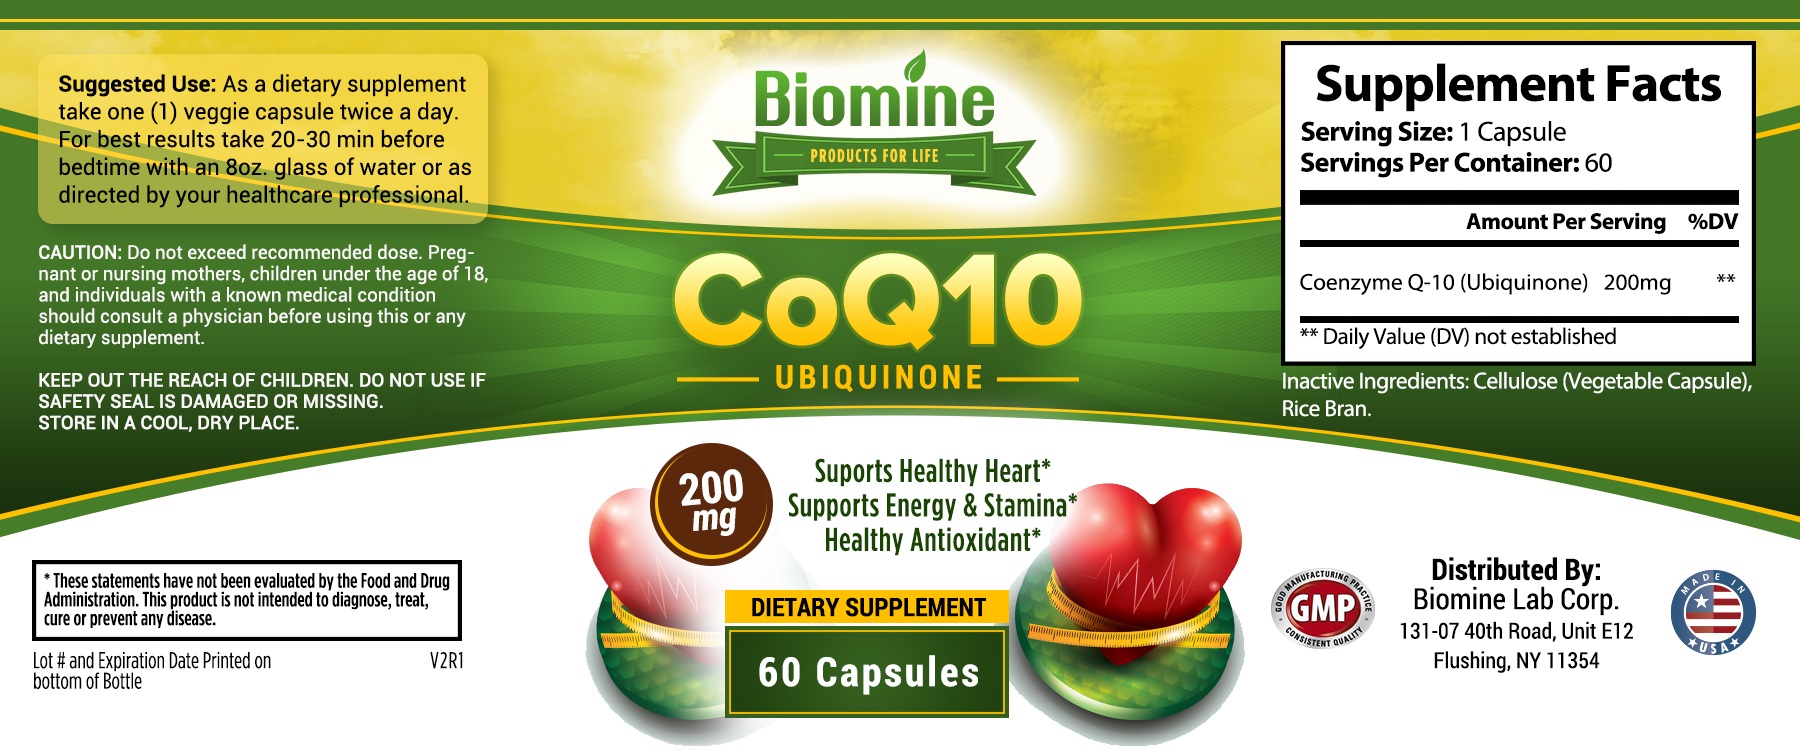 Suggested Use: As a dietary supplement
take one (1) veggie capsule twice a day.
For best results take 20-30 min before
bedtime with an 8oz. glass of water or as
directed by your healthcare professional.
CAUTION: Do not exceed recommended dose. Preg-
nant or nursing mothers, children under the age of 18,
and individuals with a known medical condition
should consult a physician before using this or any
dietary supplement.
KEEP OUT THE REACH OF CHILDREN. DO NOT USE IF
SAFETY SEAL IS DAMAGED OR MISSING.
STORE IN A COOL, DRY PLACE.
* These statements have not been evaluated by the Food and Drug
Administration. This product is not intended to diagnose, treat,
cure or prevent any disease.
Lot # and Expiration Date Printed on
bottom of Bottle
V2R1
Biomine
PRODUCTS FOR LIFE
CoQ10
UBIQUINONE
200
mg
Suports Healthy Heart*
Supports Energy & Stamina*
Healthy Antioxidant*
DIETARY SUPPLEMENT
60 Capsules
Supplement Facts
Serving Size: 1 Capsule
Servings Per Container: 60
Amount Per Serving %DV
Coenzyme Q-10 (Ubiquinone) 200mg **
** Daily Value (DV) not established
Inactive Ingredients: Cellulose (Vegetable Capsule),
Rice Bran.
GOOD MANUFACTURING PRACTICE
GMP
CONSISTENT QUALITY
Distributed By:
Biomine Lab Corp.
131-07 40th Road, Unit E12
Flushing, NY 11354
MADE IN
USA